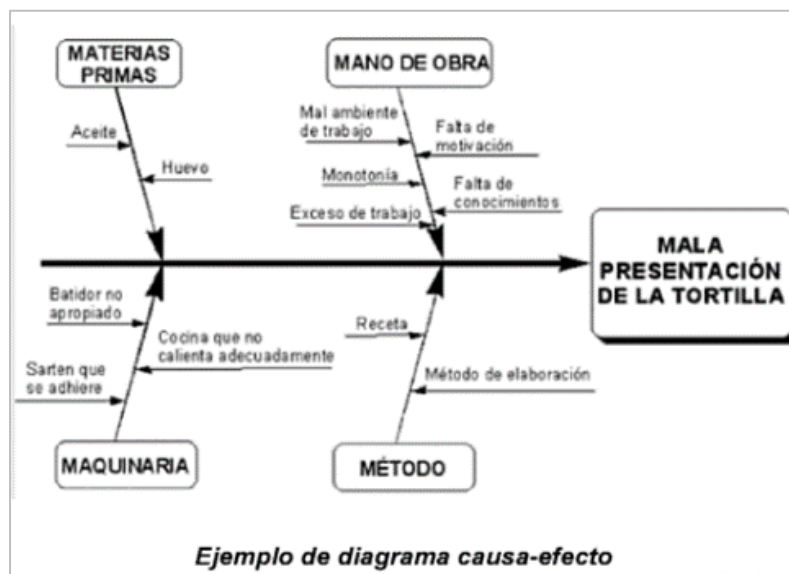 MATERIAS
PRIMAS
MANO DE OBRA
Aceite
Huevo
Mal ambiente
de trabajo
Falta de
motivación
Monotonía
Falta de
conocimientos
Exceso de trabajo
MALA
PRESENTACIÓN
DE LA TORTILLA
Batidor no
apropiado
Cocina que no
calienta adecuadamente
Sarten que
se adhiere
Receta
Método de elaboración
MAQUINARIA
MÉTODO
Ejemplo de diagrama causa-efecto